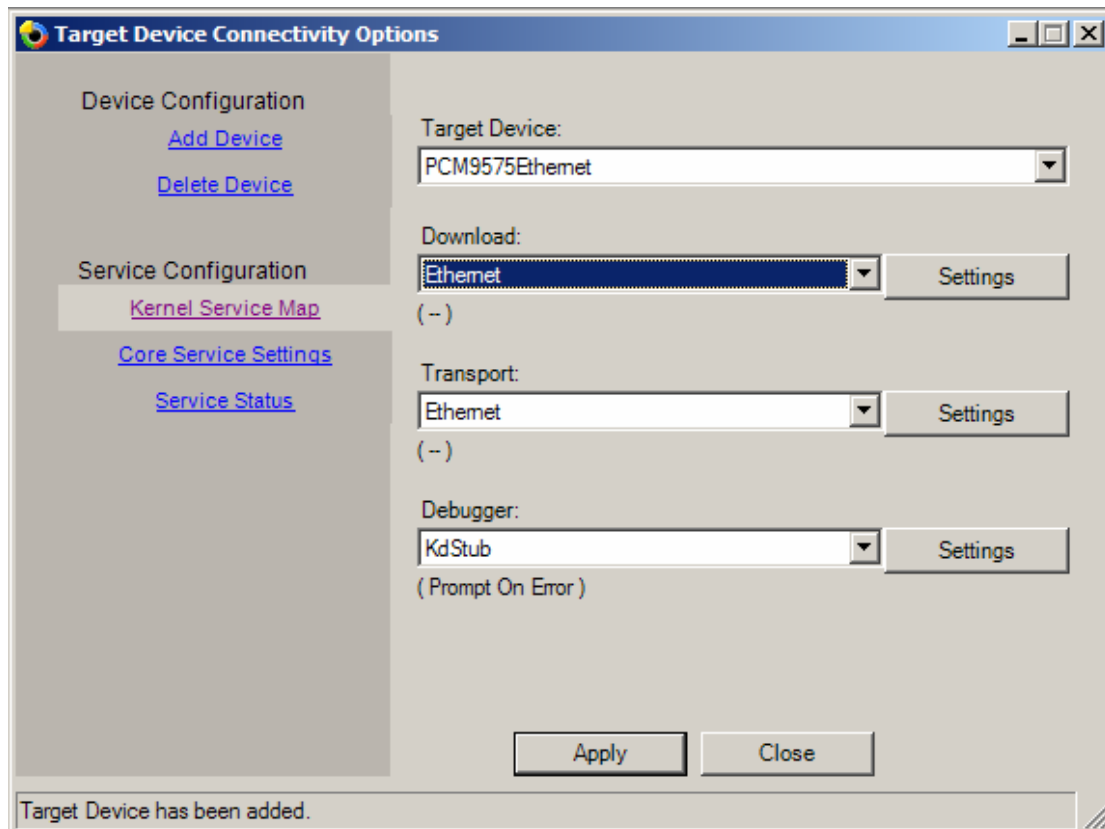 Target Device Connectivity Options
Device Configuration
Add Device
Delete Device
Service Configuration
Kernel Service Map
Core Service Settings
Service Status
Target Device:
PCM9575Ethernet
Download:
Ethernet
Settings
( -- )
Transport:
Ethernet
Settings
( -- )
Debugger:
KdStub
Settings
( Prompt On Error )
Apply
Close
Target Device has been added.